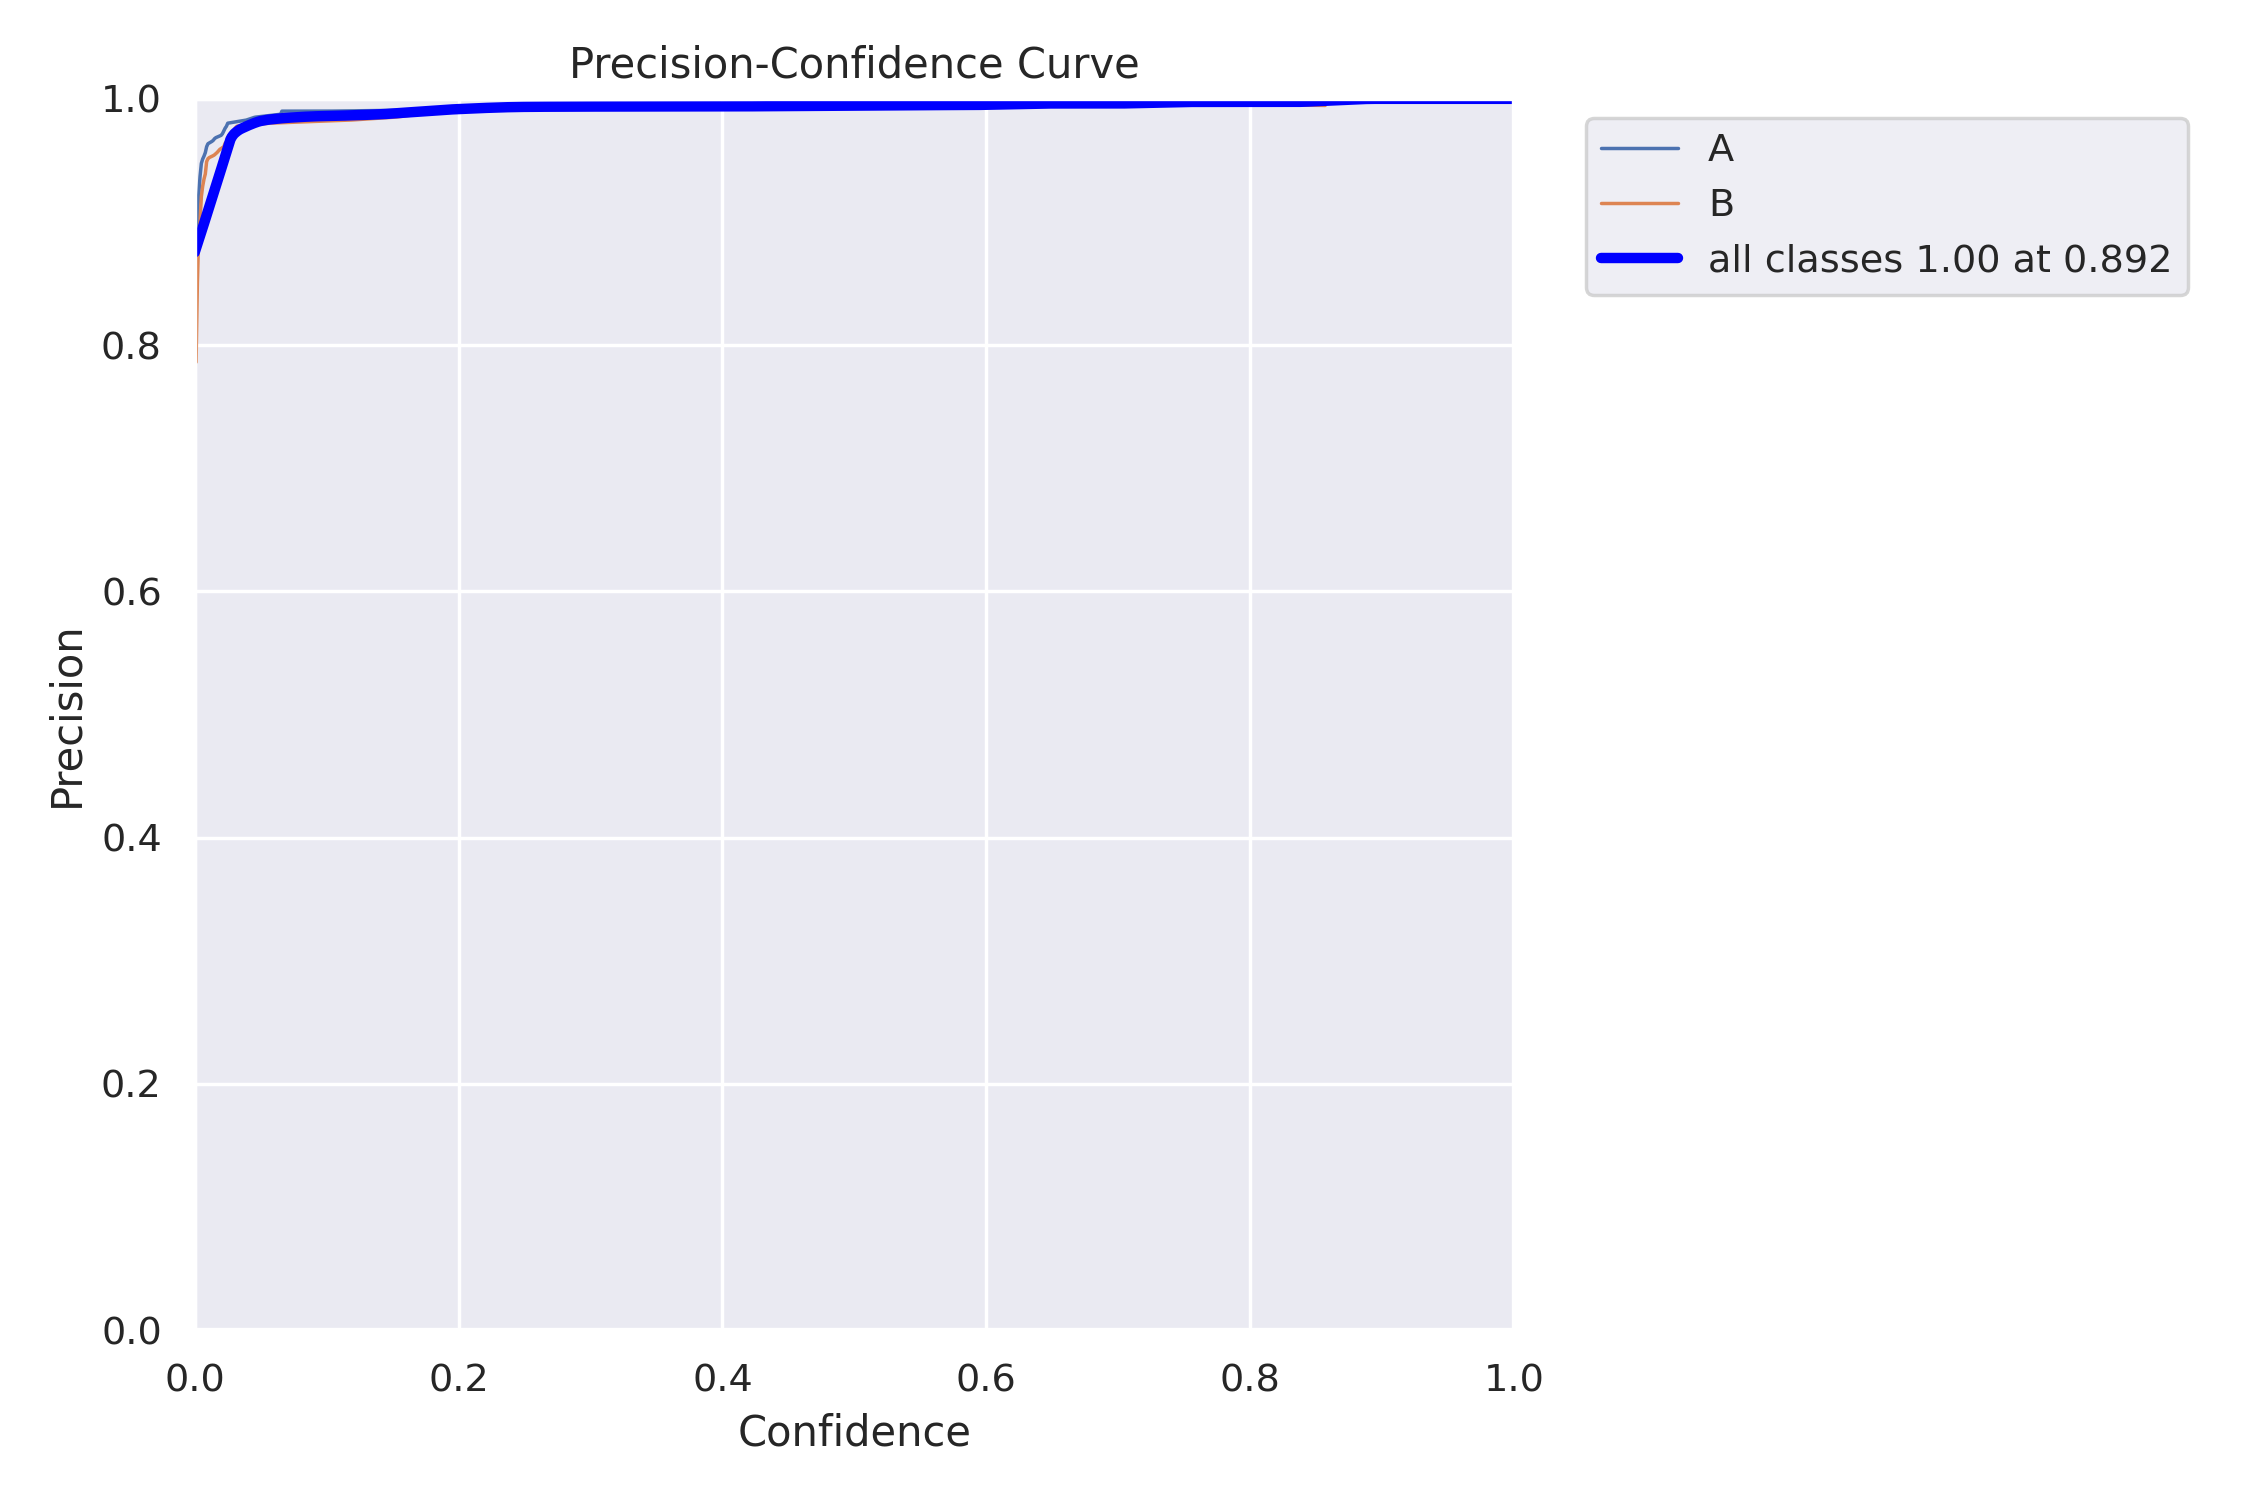 Precision-Confidence Curve
1.0
0.8
0.6
0.4
0.2
0.0
Precision
0.0 0.2 0.4 0.6 0.8 1.0
Confidence
A
B
all classes 1.00 at 0.892